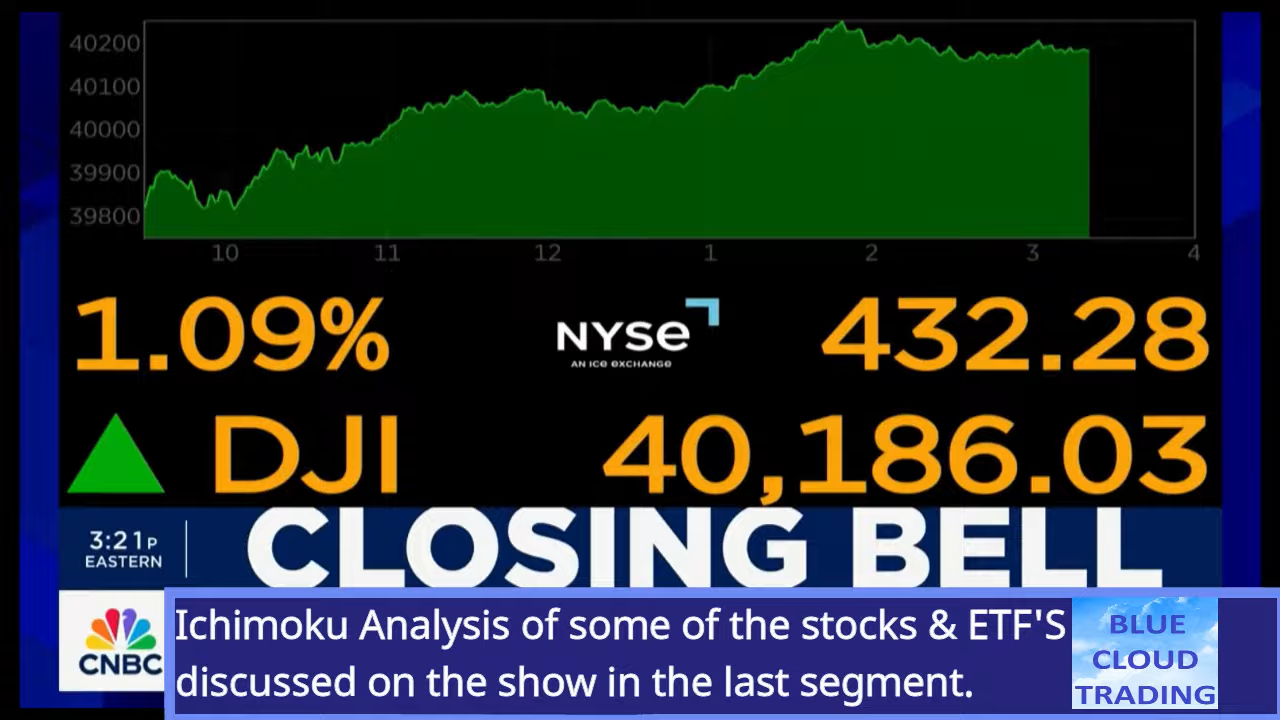 40200
40100
40000
39900
39800
10 11 12 1 2 3 4
1.09% NYSE 432.28
AN ICE EXCHANGE
DJI 40,186.03
3:21P
EASTERN
CLOSING BELL
CNBC
Ichimoku Analysis of some of the stocks & ETF'S
discussed on the show in the last segment.
BLUE
CLOUD
TRADING